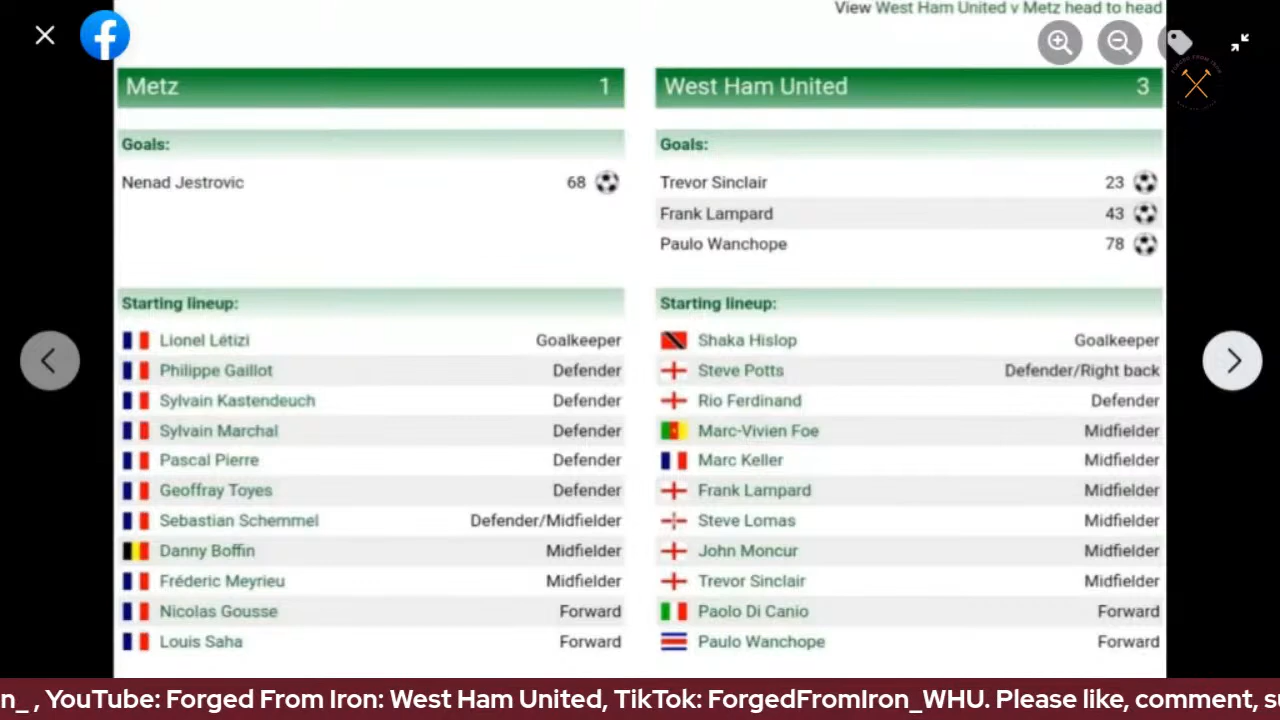 View West Ham United v Metz head to head
Metz 1
West Ham United 3
Goals:
Nenad Jestrovic 68
Goals:
Trevor Sinclair 23
Frank Lampard 43
Paulo Wanchope 78
Starting lineup:
Lionel Létizi Goalkeeper
Philippe Gaillot Defender
Sylvain Kastendeuch Defender
Sylvain Marchal Defender
Pascal Pierre Defender
Geoffray Toyes Defender
Sebastian Schemmel Defender/Midfielder
Danny Boffin Midfielder
Fréderic Meyrieu Midfielder
Nicolas Gousse Forward
Louis Saha Forward
Starting lineup:
Shaka Hislop Goalkeeper
Steve Potts Defender/Right back
Rio Ferdinand Defender
Marc-Vivien Foe Midfielder
Marc Keller Midfielder
Frank Lampard Midfielder
Steve Lomas Midfielder
John Moncur Midfielder
Trevor Sinclair Midfielder
Paolo Di Canio Forward
Paulo Wanchope Forward
n_ , YouTube: Forged From Iron: West Ham United, TikTok: ForgedFromIron_WHU. Please like, comment, s